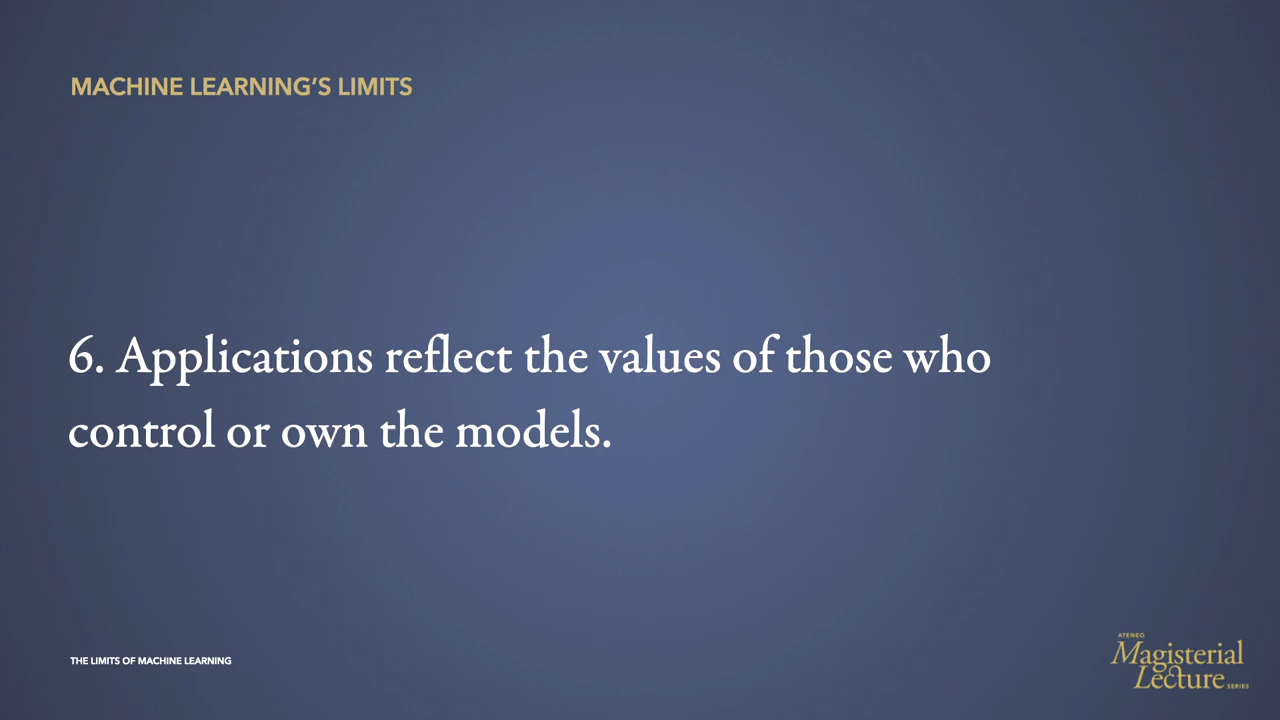 MACHINE LEARNING’S LIMITS
6. Applications reflect the values of those who
control or own the models.
THE LIMITS OF MACHINE LEARNING
ATENEO
Magisterial
Lecture SERIES